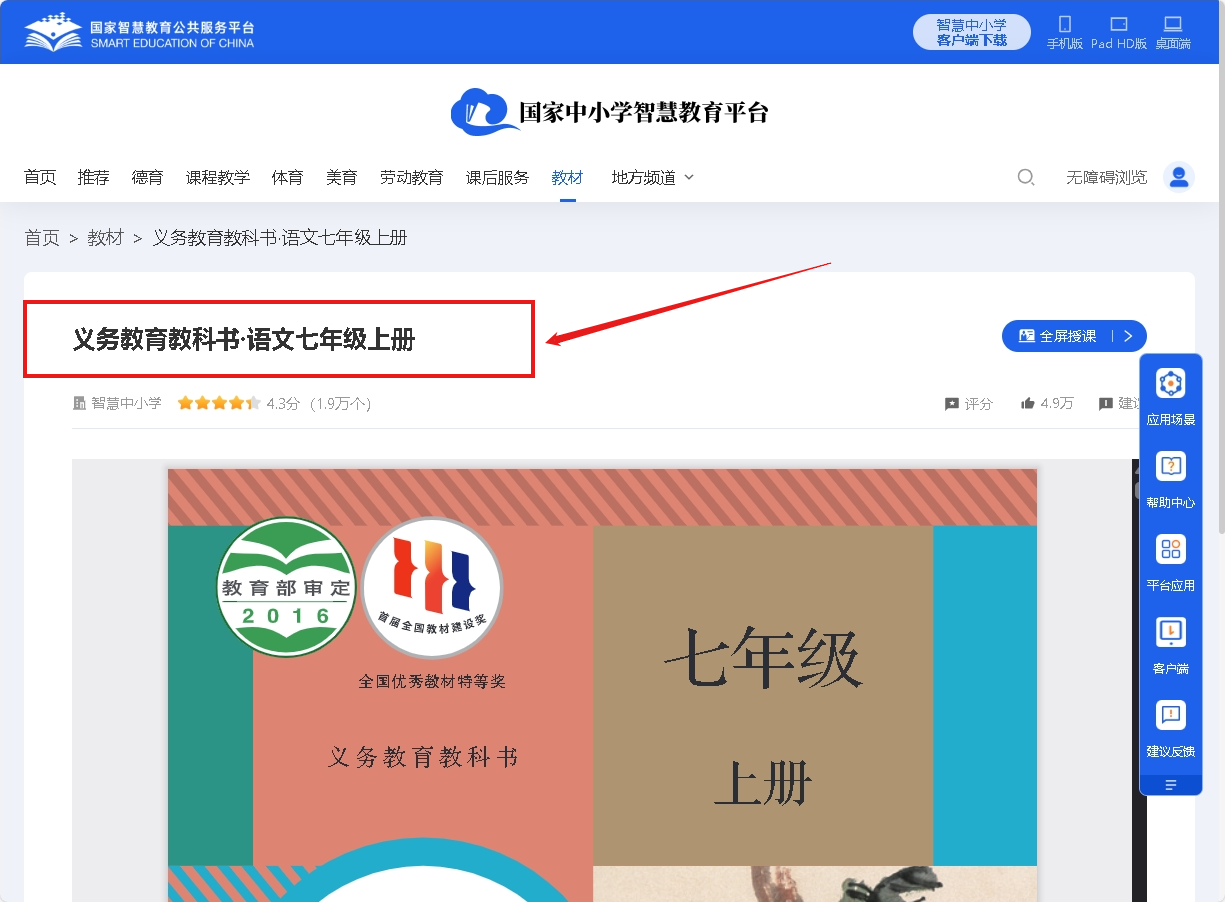 国家智慧教育公共服务平台
SMART EDUCATION OF CHINA
智慧中小学
客户端下载
手机版 Pad HD版 桌面端
国家中小学智慧教育平台
首页 推荐 德育 课程教学 体育 美育 劳动教育 课后服务 教材 地方频道 无障碍浏览
首页 > 教材 > 义务教育教科书·语文七年级上册
义务教育教科书·语文七年级上册
全屏授课
智慧中小学 4.3分 (1.9万个) 评分 4.9万 建议
应用场景
帮助中心
平台应用
客户端
建议反馈
教育部审定
2016
首届全国教材建设奖
全国优秀教材特等奖
义务教育教科书
七年级
上册